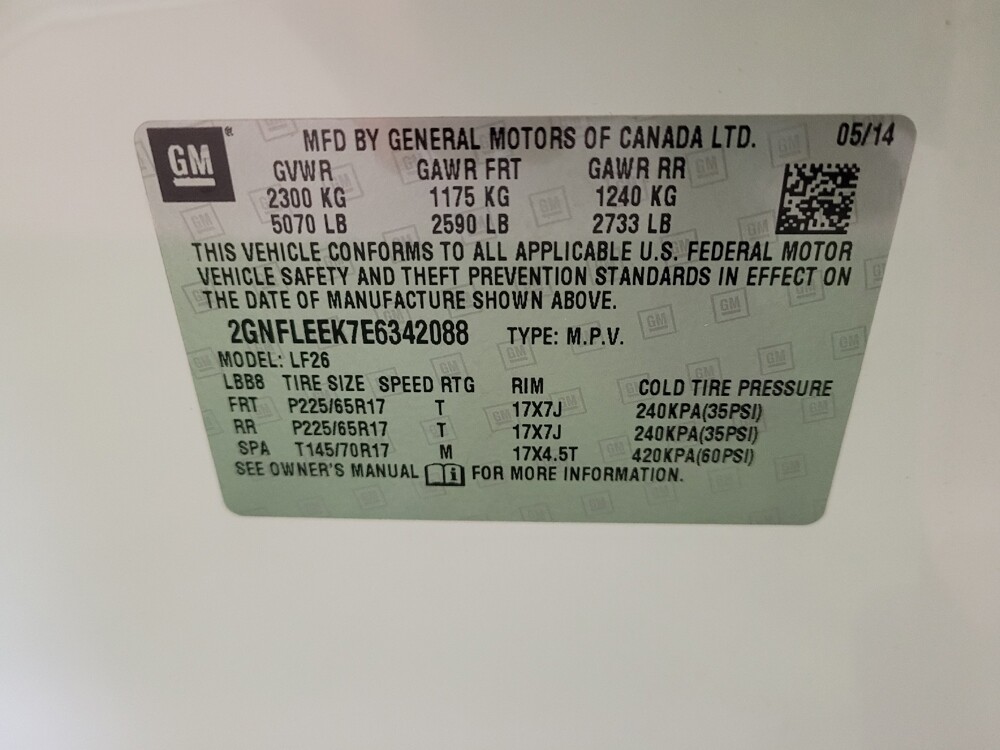 GM® MFD BY GENERAL MOTORS OF CANADA LTD. 05/14
GVWR GAWR FRT GAWR RR
2300 KG 1175 KG 1240 KG
5070 LB 2590 LB 2733 LB
THIS VEHICLE CONFORMS TO ALL APPLICABLE U.S. FEDERAL MOTOR
VEHICLE SAFETY AND THEFT PREVENTION STANDARDS IN EFFECT ON
THE DATE OF MANUFACTURE SHOWN ABOVE.
2GNFLEEK7E6342088 TYPE: M.P.V.
MODEL: LF26
LBB8 TIRE SIZE SPEED RTG RIM COLD TIRE PRESSURE
FRT P225/65R17 T 17X7J 240KPA(35PSI)
RR P225/65R17 T 17X7J 240KPA(35PSI)
SPA T145/70R17 M 17X4.5T 420KPA(60PSI)
SEE OWNER'S MANUAL i FOR MORE INFORMATION.